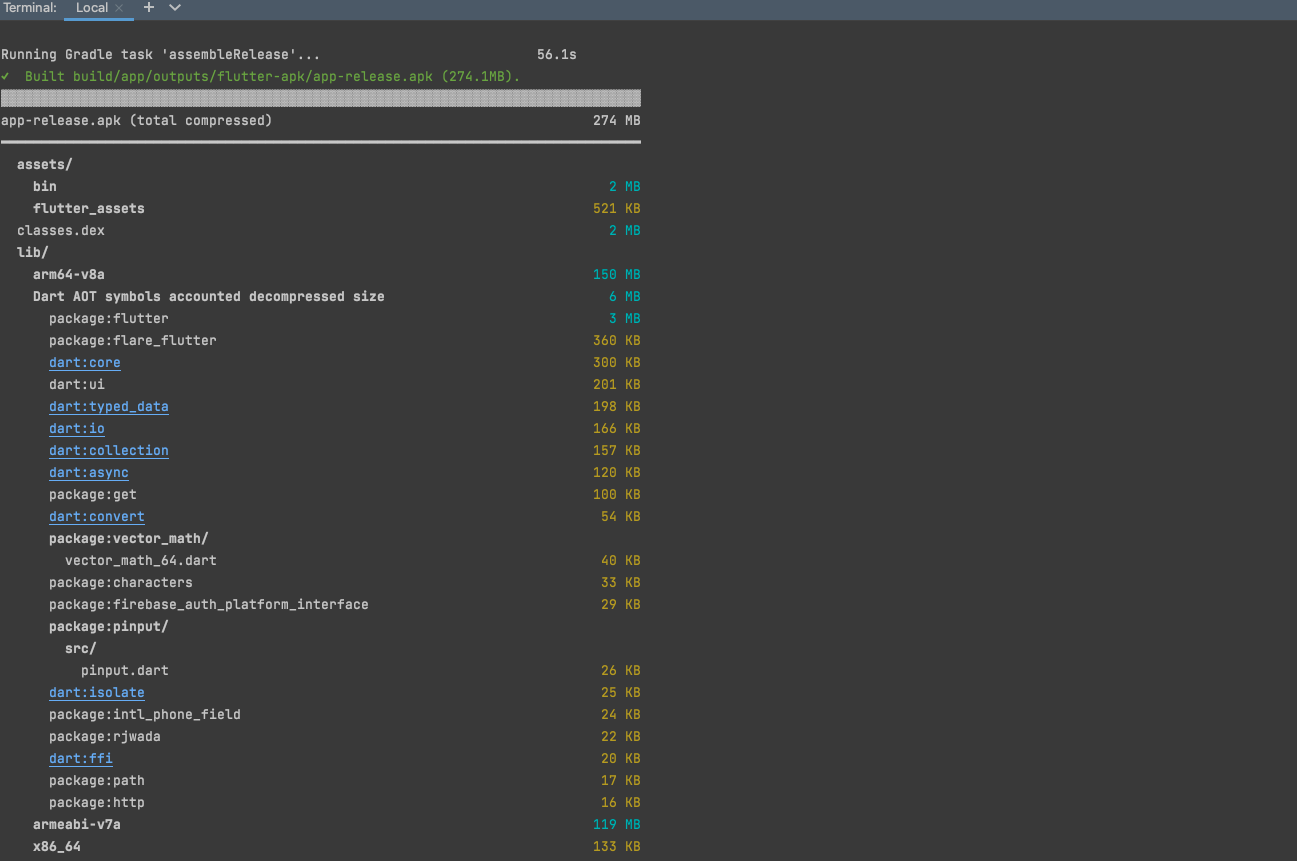 Terminal: Local × +
Running Gradle task 'assembleRelease'... 56.1s
✓ Built build/app/outputs/flutter-apk/app-release.apk (274.1MB).
app-release.apk (total compressed) 274 MB
assets/
bin 2 MB
flutter_assets 521 KB
classes.dex 2 MB
lib/
arm64-v8a 150 MB
Dart AOT symbols accounted decompressed size 6 MB
package:flutter 3 MB
package:flare_flutter 360 KB
dart:core 300 KB
dart:ui 201 KB
dart:typed_data 198 KB
dart:io 166 KB
dart:collection 157 KB
dart:async 120 KB
package:get 100 KB
dart:convert 54 KB
package:vector_math/
vector_math_64.dart 40 KB
package:characters 33 KB
package:firebase_auth_platform_interface 29 KB
package:pinput/
src/
pinput.dart 26 KB
dart:isolate 25 KB
package:intl_phone_field 24 KB
package:rjwada 22 KB
dart:ffi 20 KB
package:path 17 KB
package:http 16 KB
armeabi-v7a 119 MB
x86_64 133 KB